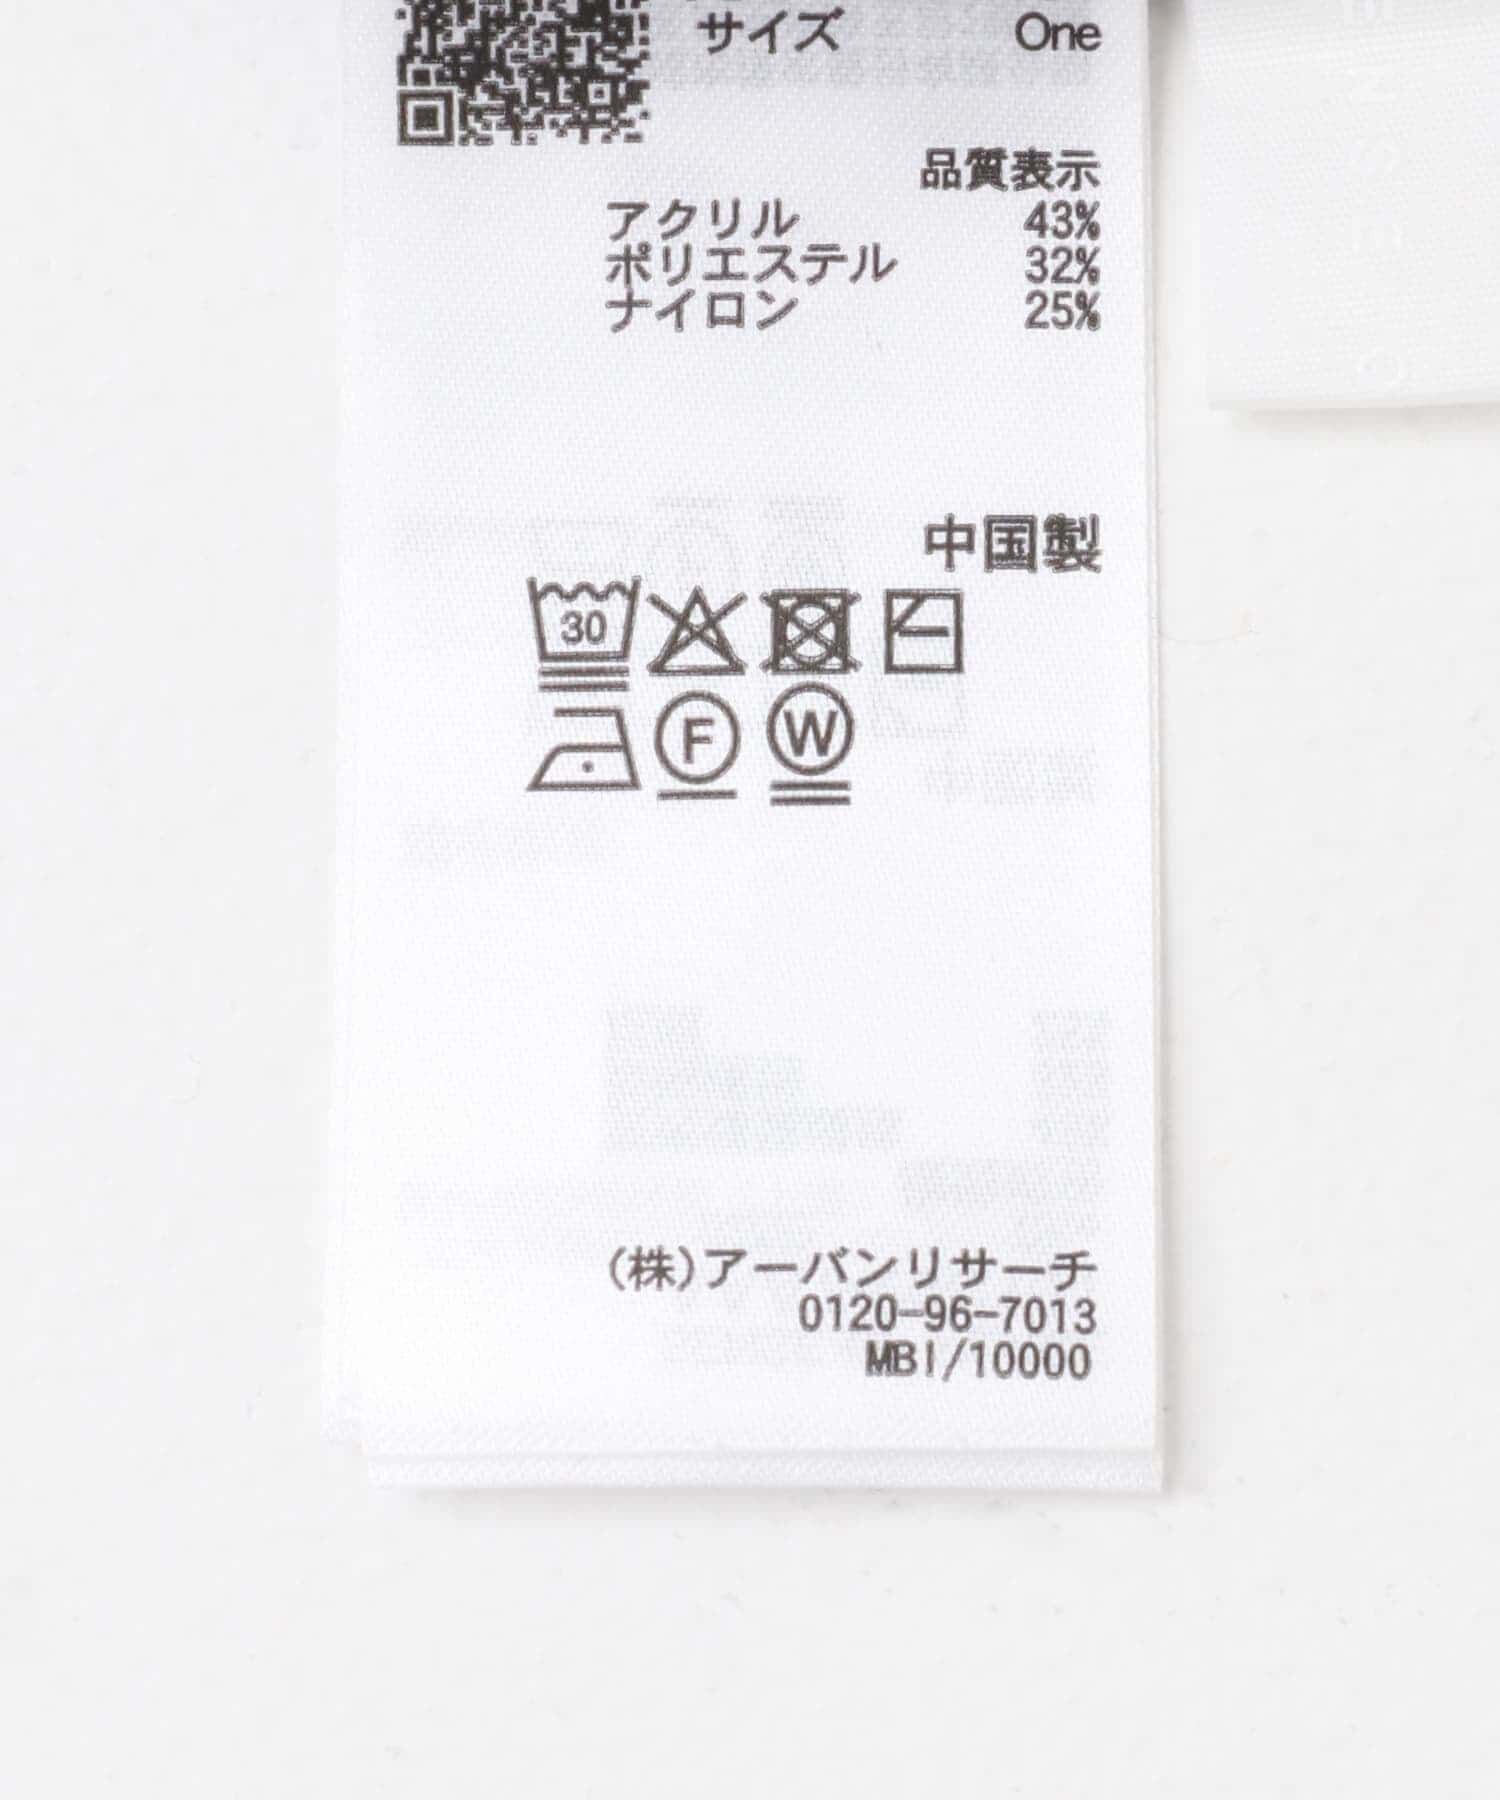 サイズ One
品質表示
アクリル 43%
ポリエステル 32%
ナイロン 25%
中国製
30
F W
(株)アーバンリサーチ
0120-96-7013
MBI/10000